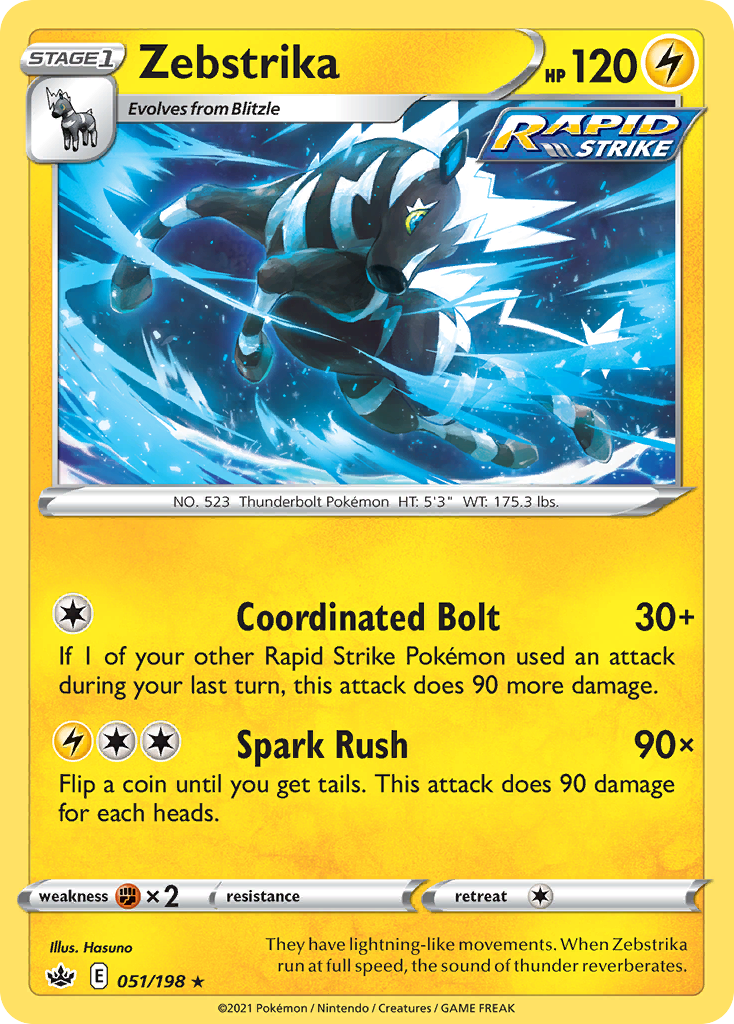 STAGE 1
Zebstrika
HP 120
Evolves from Blitzle
RAPID
STRIKE
NO. 523 Thunderbolt Pokémon HT: 5'3" WT: 175.3 lbs.
Coordinated Bolt 30+
If 1 of your other Rapid Strike Pokémon used an attack
during your last turn, this attack does 90 more damage.
Spark Rush 90×
Flip a coin until you get tails. This attack does 90 damage
for each heads.
weakness ×2 resistance retreat
Illus. Hasuno
They have lightning-like movements. When Zebstrika
run at full speed, the sound of thunder reverberates.
E 051/198 ★
©2021 Pokémon / Nintendo / Creatures / GAME FREAK